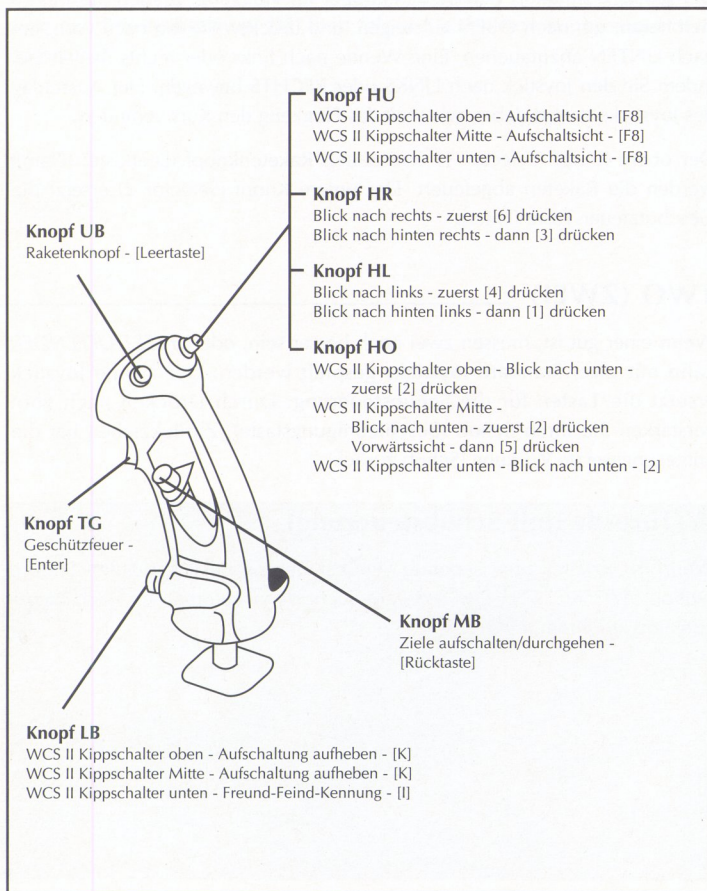 Knopf HU
WCS II Kippschalter oben - Aufschaltsicht - [F8]
WCS II Kippschalter Mitte - Aufschaltsicht - [F8]
WCS II Kippschalter unten - Aufschaltsicht - [F8]
Knopf HR
Blick nach rechts - zuerst [6] drücken
Blick nach hinten rechts - dann [3] drücken
Knopf UB
Raketenknopf - [Leertaste]
Knopf HL
Blick nach links - zuerst [4] drücken
Blick nach hinten links - dann [1] drücken
Knopf HO
WCS II Kippschalter oben - Blick nach unten -
zuerst [2] drücken
WCS II Kippschalter Mitte -
Blick nach unten - zuerst [2] drücken
Vorwärtssicht - dann [5] drücken
WCS II Kippschalter unten - Blick nach unten - [2]
Knopf TG
Geschützfeuer -
[Enter]
Knopf MB
Ziele aufschalten/durchgehen -
[Rücktaste]
Knopf LB
WCS II Kippschalter oben - Aufschaltung aufheben - [K]
WCS II Kippschalter Mitte - Aufschaltung aufheben - [K]
WCS II Kippschalter unten - Freund-Feind-Kennung - [I]